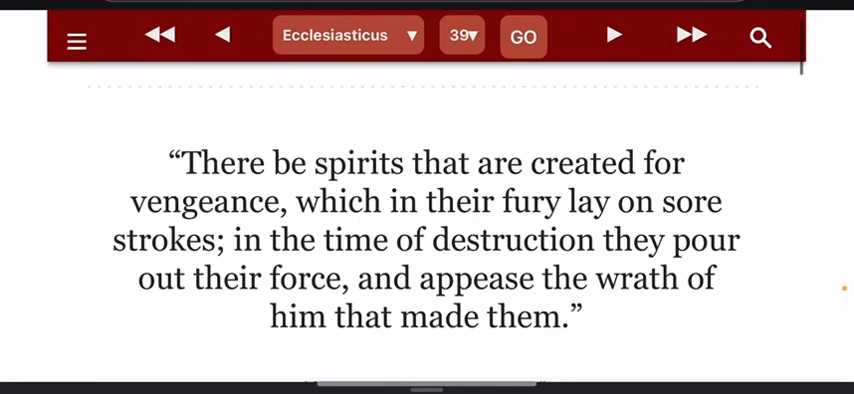 Ecclesiasticus 39 GO
“There be spirits that are created for
vengeance, which in their fury lay on sore
strokes; in the time of destruction they pour
out their force, and appease the wrath of
him that made them.”